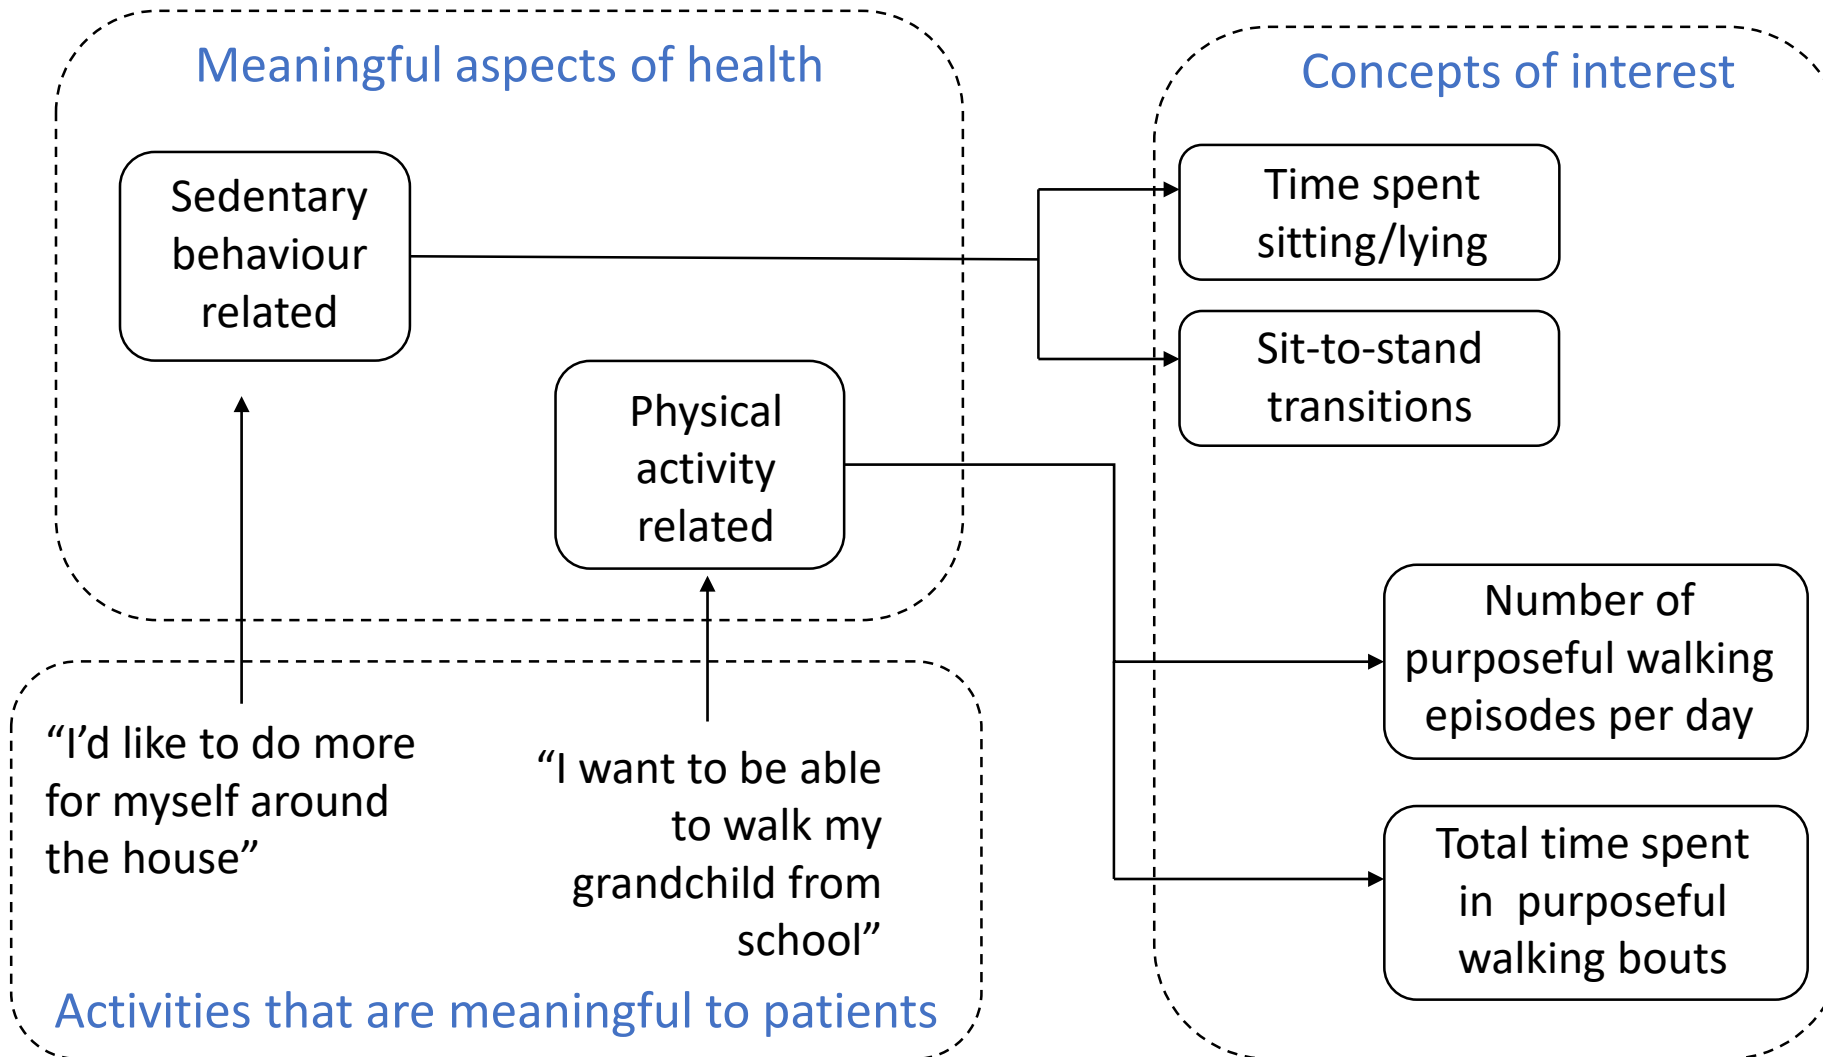 Meaningful aspects of health
Sedentary
behaviour
related
Physical
activity
related
“I’d like to do more
for myself around
the house”
“I want to be able
to walk my
grandchild from
school”
Activities that are meaningful to patients
Concepts of interest
Time spent
sitting/lying
Sit-to-stand
transitions
Number of
purposeful walking
episodes per day
Total time spent
in purposeful
walking bouts